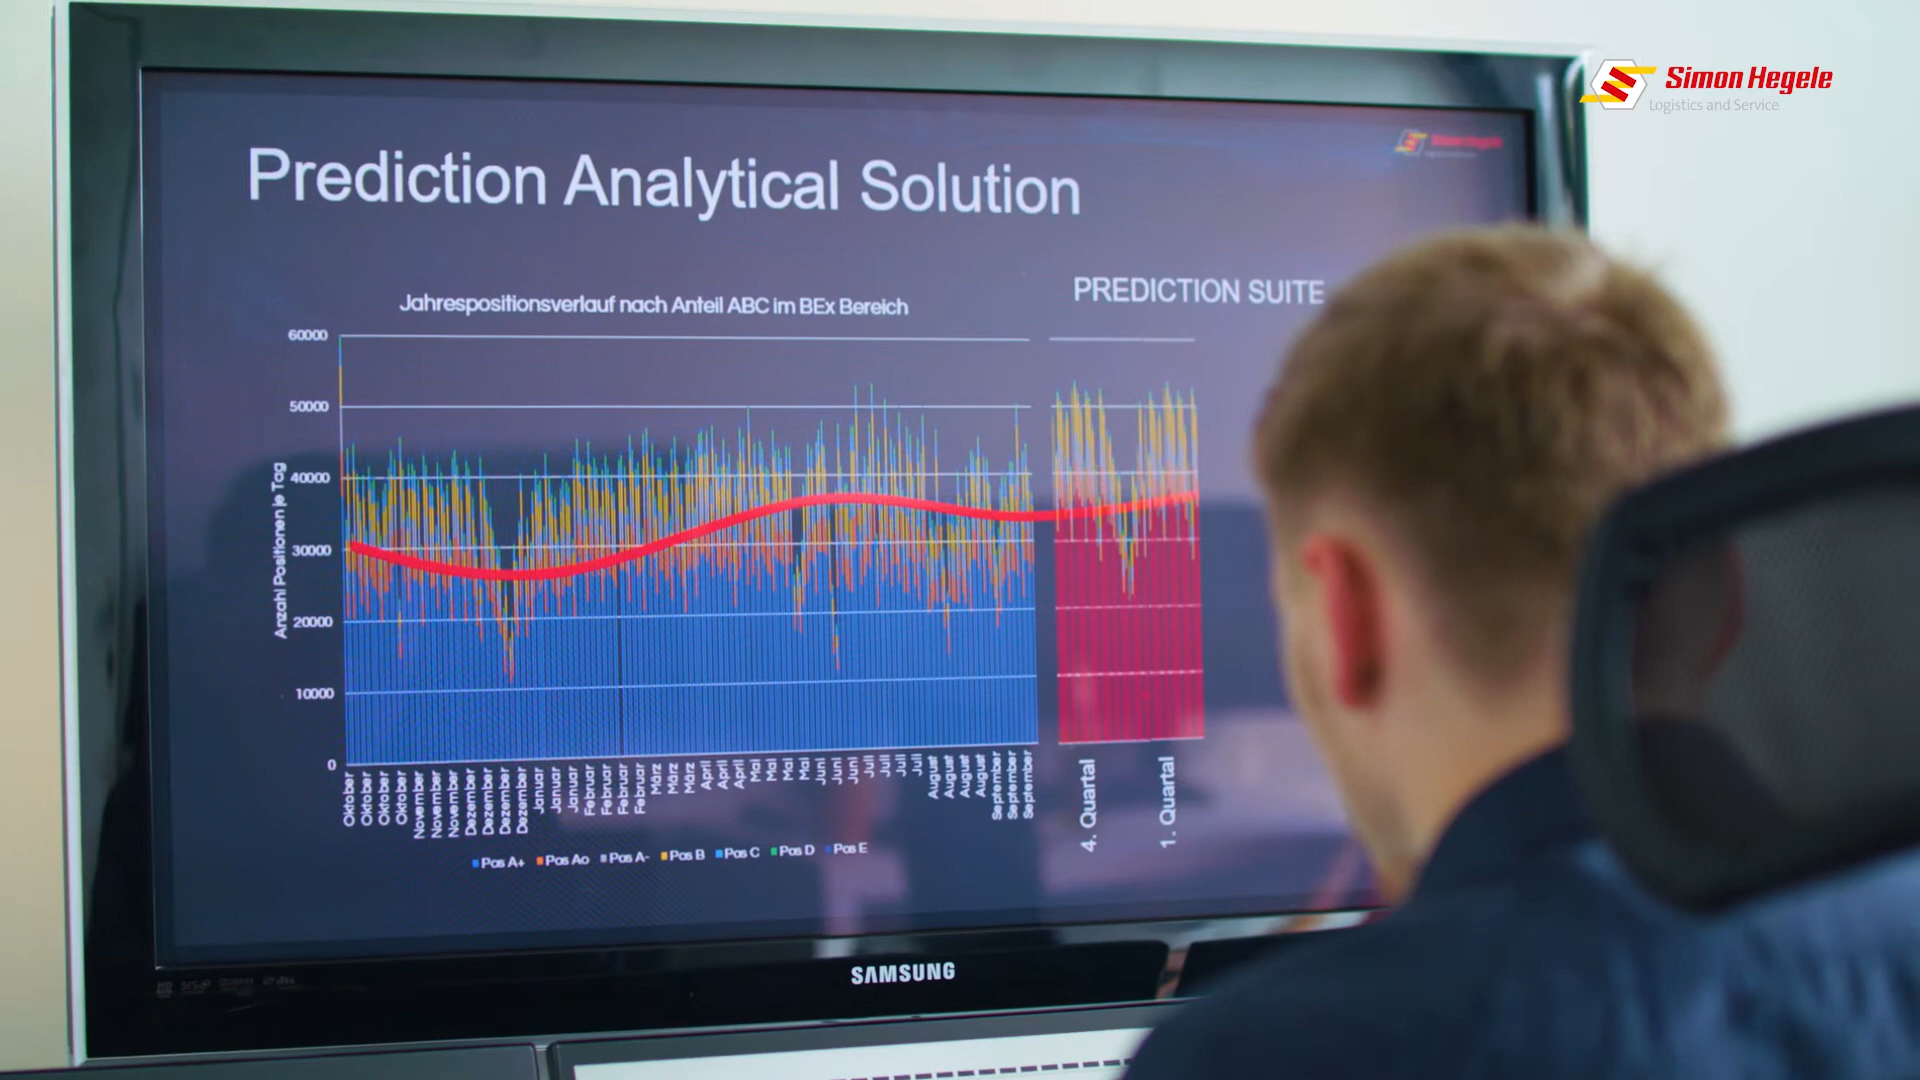 Simon Hegele
Logistics and Service
Simon Hegele
Prediction Analytical Solution
PREDICTION SUITE
Jahrespositionsverlauf nach Anteil ABC im BEx Bereich
60000
50000
40000
30000
20000
10000
0
Anzahl Positionen je Tag
Oktober
Oktober
Oktober
Oktober
November
November
November
Dezember
Dezember
Dezember
Dezember
Januar
Januar
Januar
Februar
Februar
Februar
Februar
März
März
März
April
April
April
Mai
Mai
Mai
Mai
Juni
Juni
Juni
Juli
Juli
Juli
Juli
August
August
August
August
September
September
September
4. Quartal
1. Quartal
Pos A+ Pos Ao Pos A- Pos B Pos C Pos D Pos E
SAMSUNG